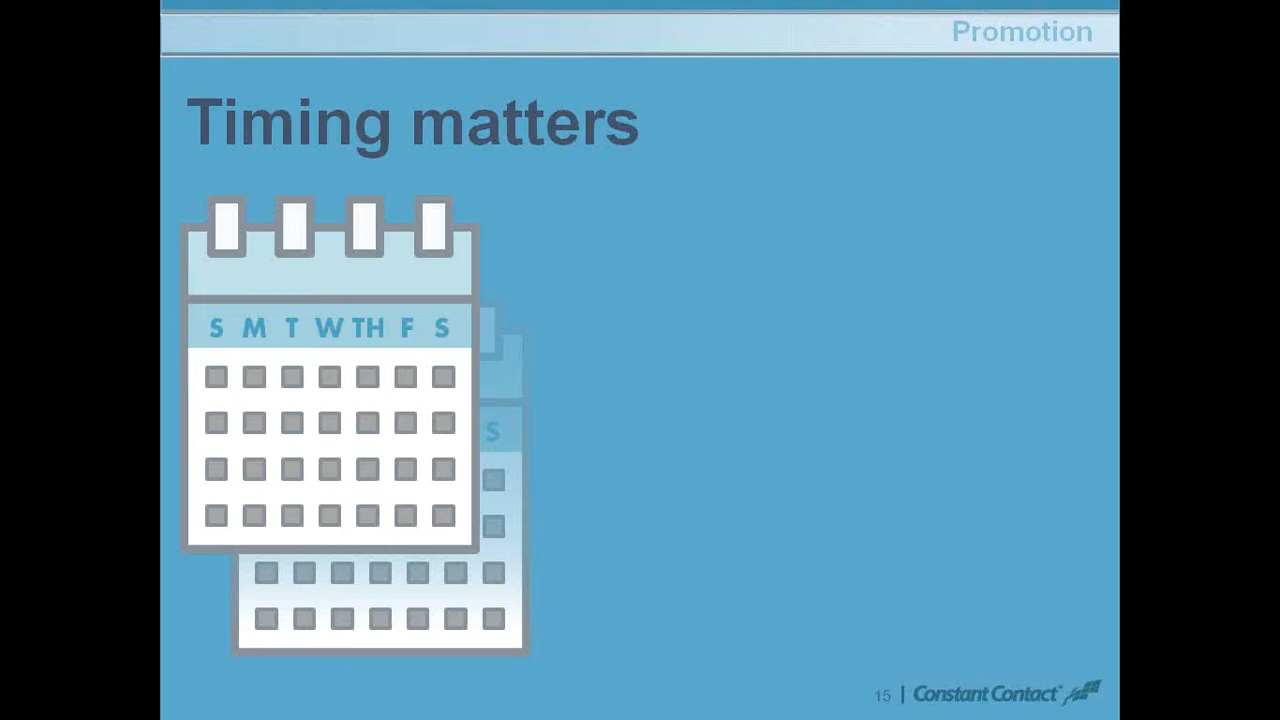 Promotion
Timing matters
S M T W TH F S
S
15 | Constant Contact